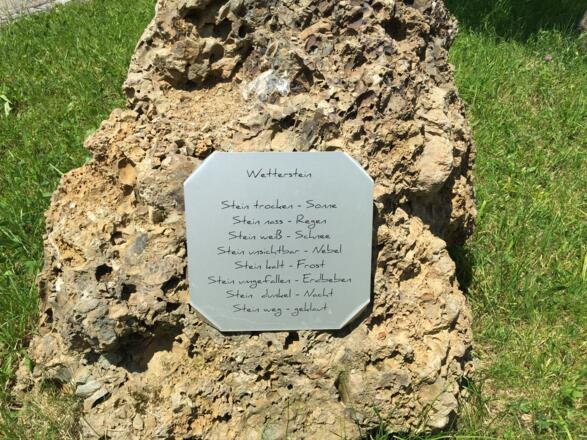 Wetterstein
Stein trocken - Sonne
Stein nass - Regen
Stein weiß - Schnee
Stein unsichtbar - Nebel
Stein kalt - Frost
Stein umgefallen - Erdbeben
Stein dunkel - Nacht
Stein weg - geklaut